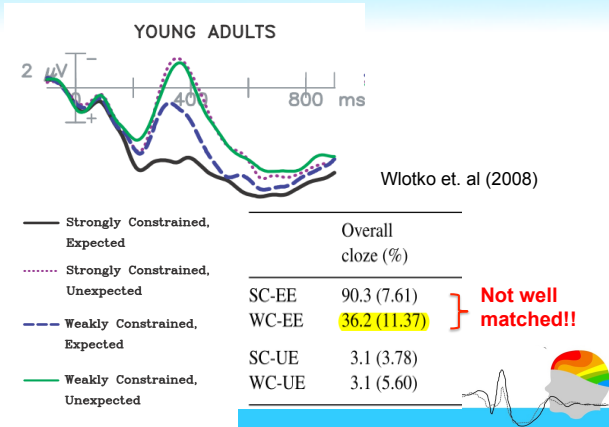 YOUNG ADULTS
2 μV
−
+
0 400 800 ms
Wlotko et. al (2008)
Strongly Constrained,
Expected
Strongly Constrained,
Unexpected
Weakly Constrained,
Expected
Weakly Constrained,
Unexpected
Overall
cloze (%)
SC-EE 90.3 (7.61)
WC-EE 36.2 (11.37)
SC-UE 3.1 (3.78)
WC-UE 3.1 (5.60)
Not well
matched!!